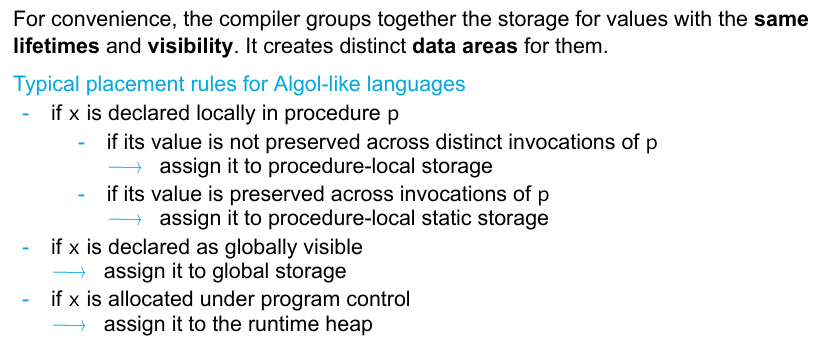 For convenience, the compiler groups together the storage for values with the same
lifetimes and visibility. It creates distinct data areas for them.
Typical placement rules for Algol-like languages
- if x is declared locally in procedure p
- if its value is not preserved across distinct invocations of p
⟶ assign it to procedure-local storage
- if its value is preserved across invocations of p
⟶ assign it to procedure-local static storage
- if x is declared as globally visible
⟶ assign it to global storage
- if x is allocated under program control
⟶ assign it to the runtime heap